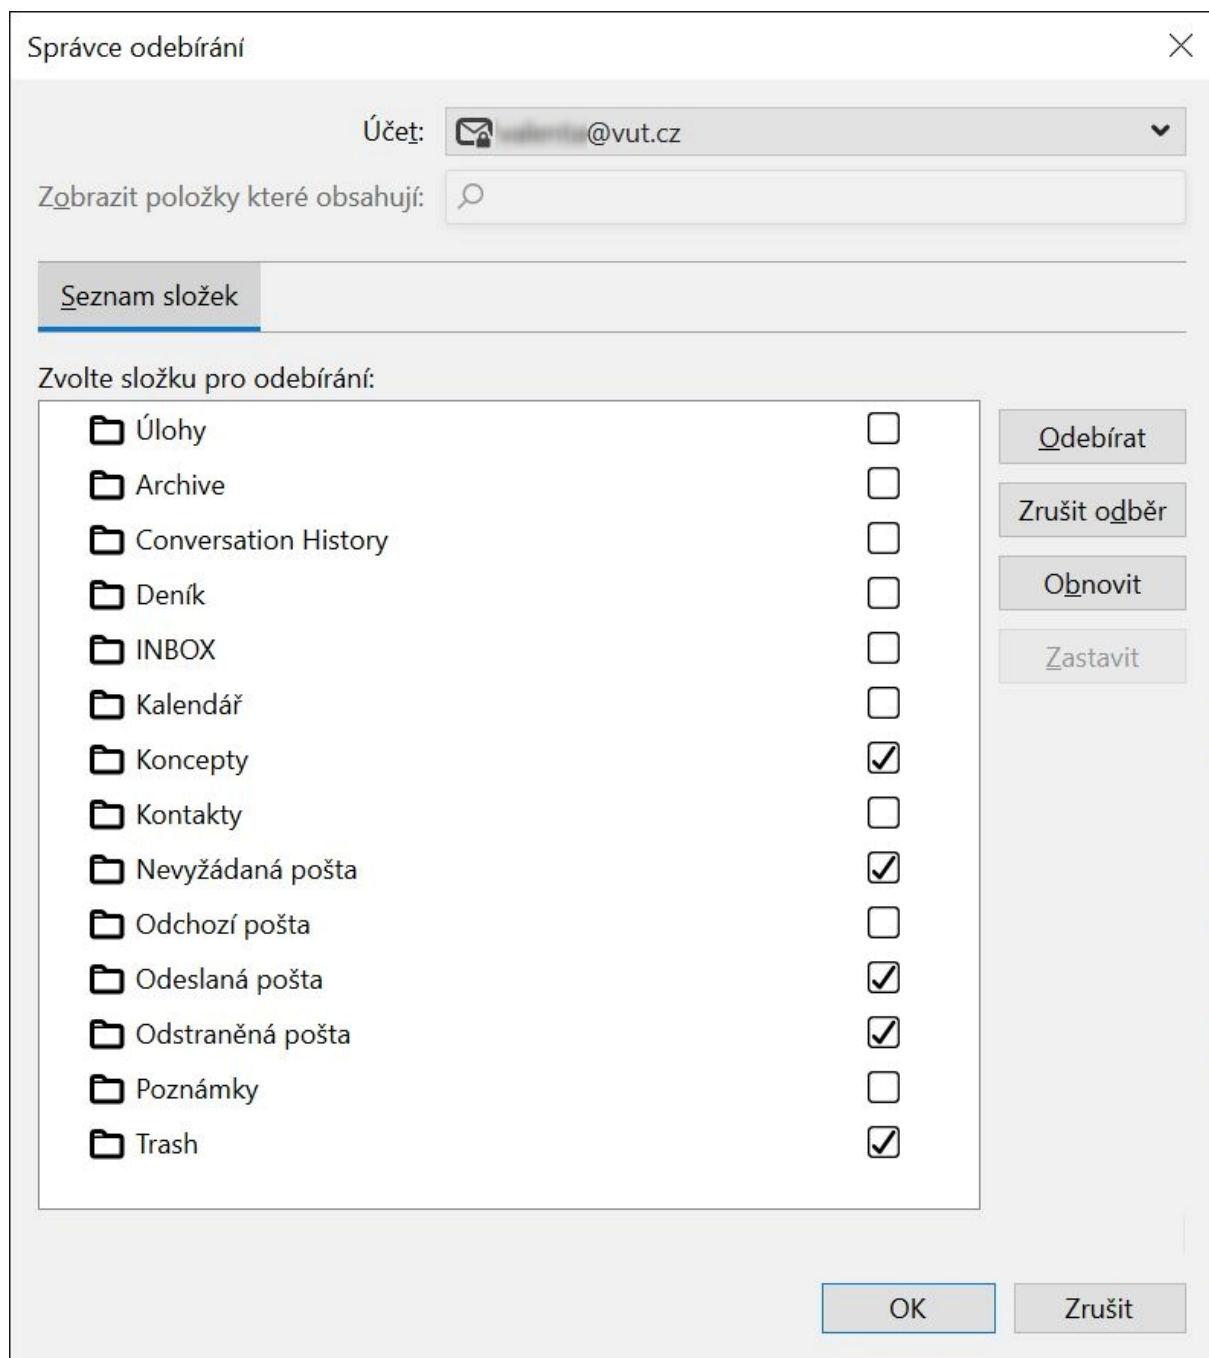 Správce odebírání
Účet: @vut.cz
Zobrazit položky které obsahují:
Seznam složek
Zvolte složku pro odebírání:
Úlohy
Archive
Conversation History
Deník
INBOX
Kalendář
Koncepty
Kontakty
Nevyžádaná pošta
Odchozí pošta
Odeslaná pošta
Odstraněná pošta
Poznámky
Trash
Odebírat
Zrušit odběr
Obnovit
Zastavit
OK Zrušit